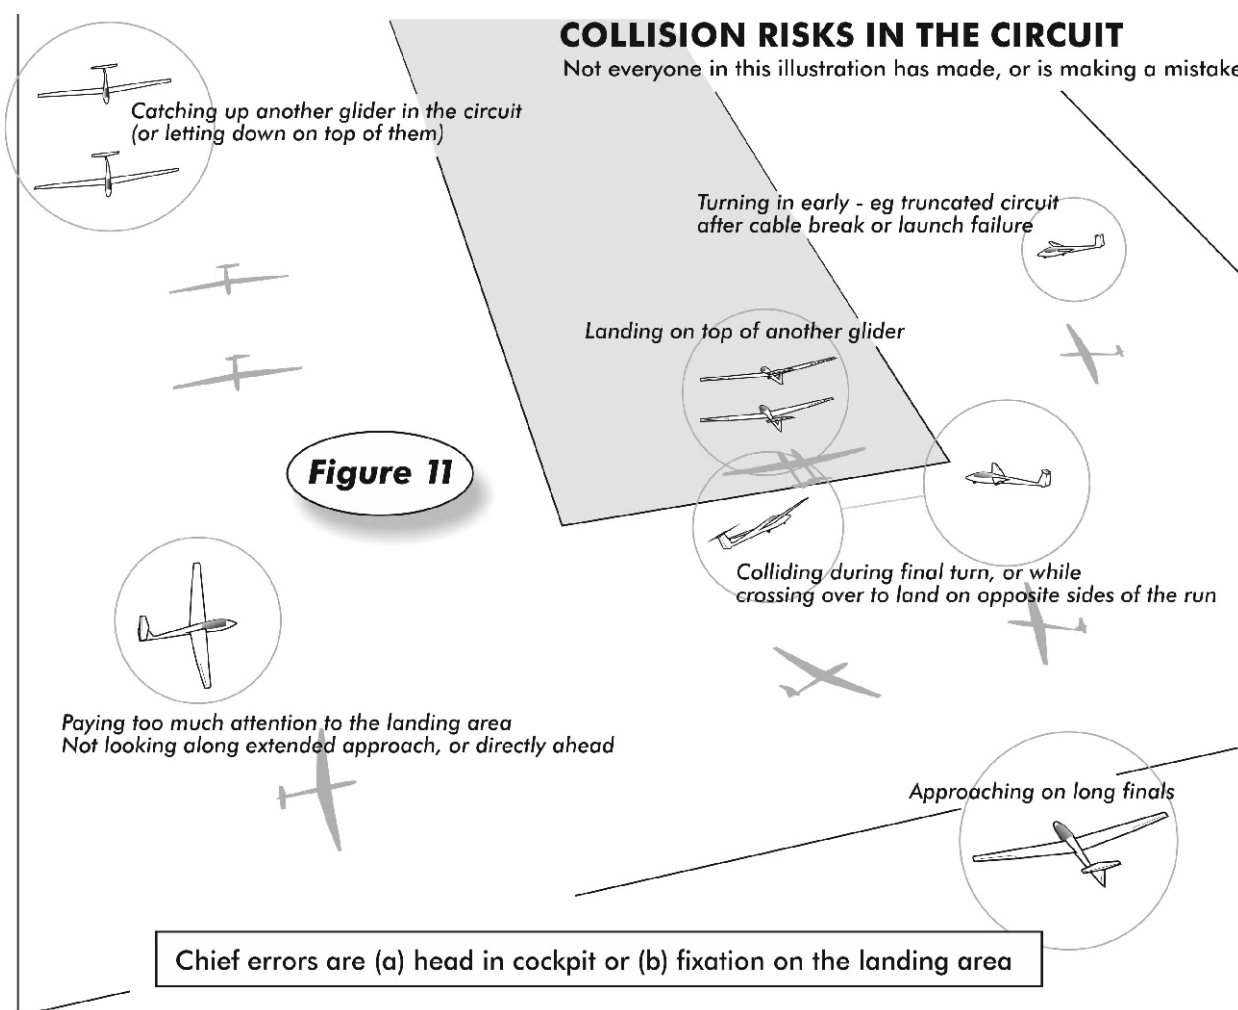 COLLISION RISKS IN THE CIRCUIT
Not everyone in this illustration has made, or is making a mistake
Catching up another glider in the circuit
(or letting down on top of them)
Turning in early - eg truncated circuit
after cable break or launch failure
Landing on top of another glider
Figure 11
Colliding during final turn, or while
crossing over to land on opposite sides of the run
Paying too much attention to the landing area
Not looking along extended approach, or directly ahead
Approaching on long finals
Chief errors are (a) head in cockpit or (b) fixation on the landing area